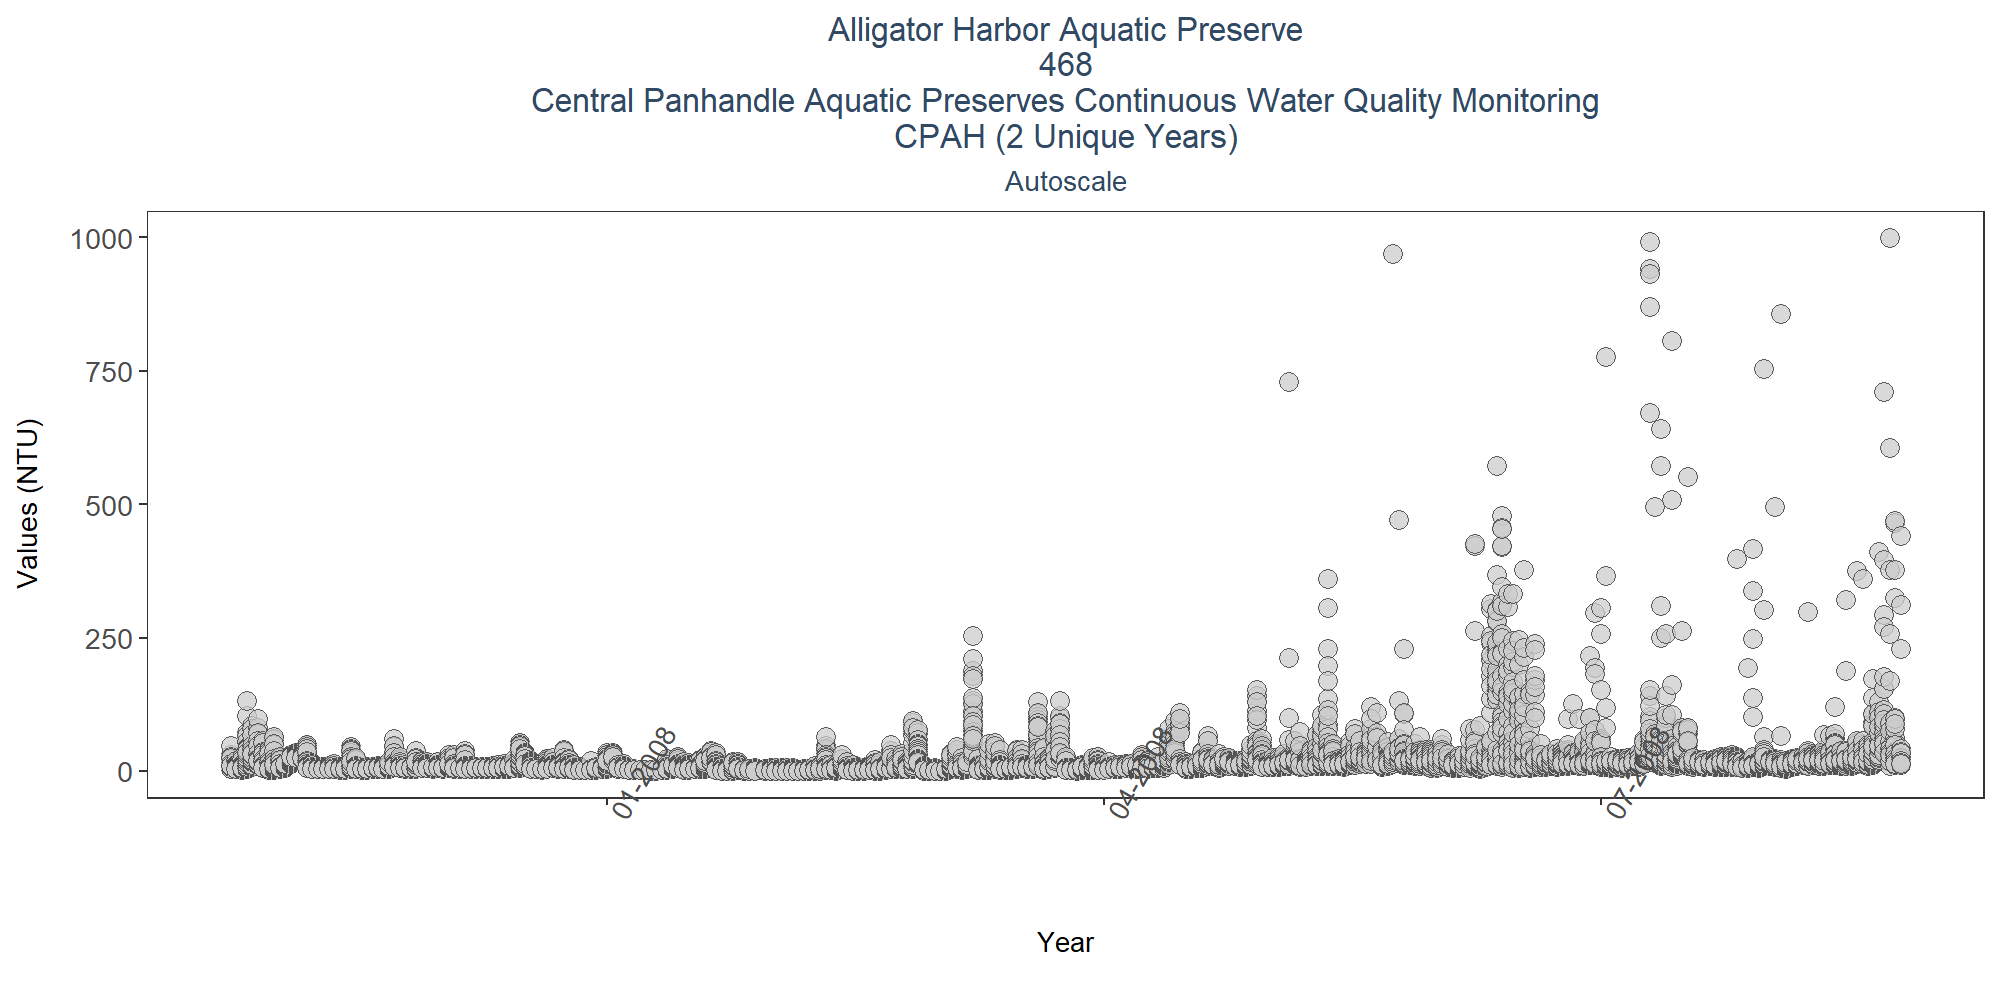 Alligator Harbor Aquatic Preserve
468
Central Panhandle Aquatic Preserves Continuous Water Quality Monitoring
CPAH (2 Unique Years)
Autoscale
1000
750
500
250
0
Values (NTU)
01-2008
04-2008
07-2008
Year